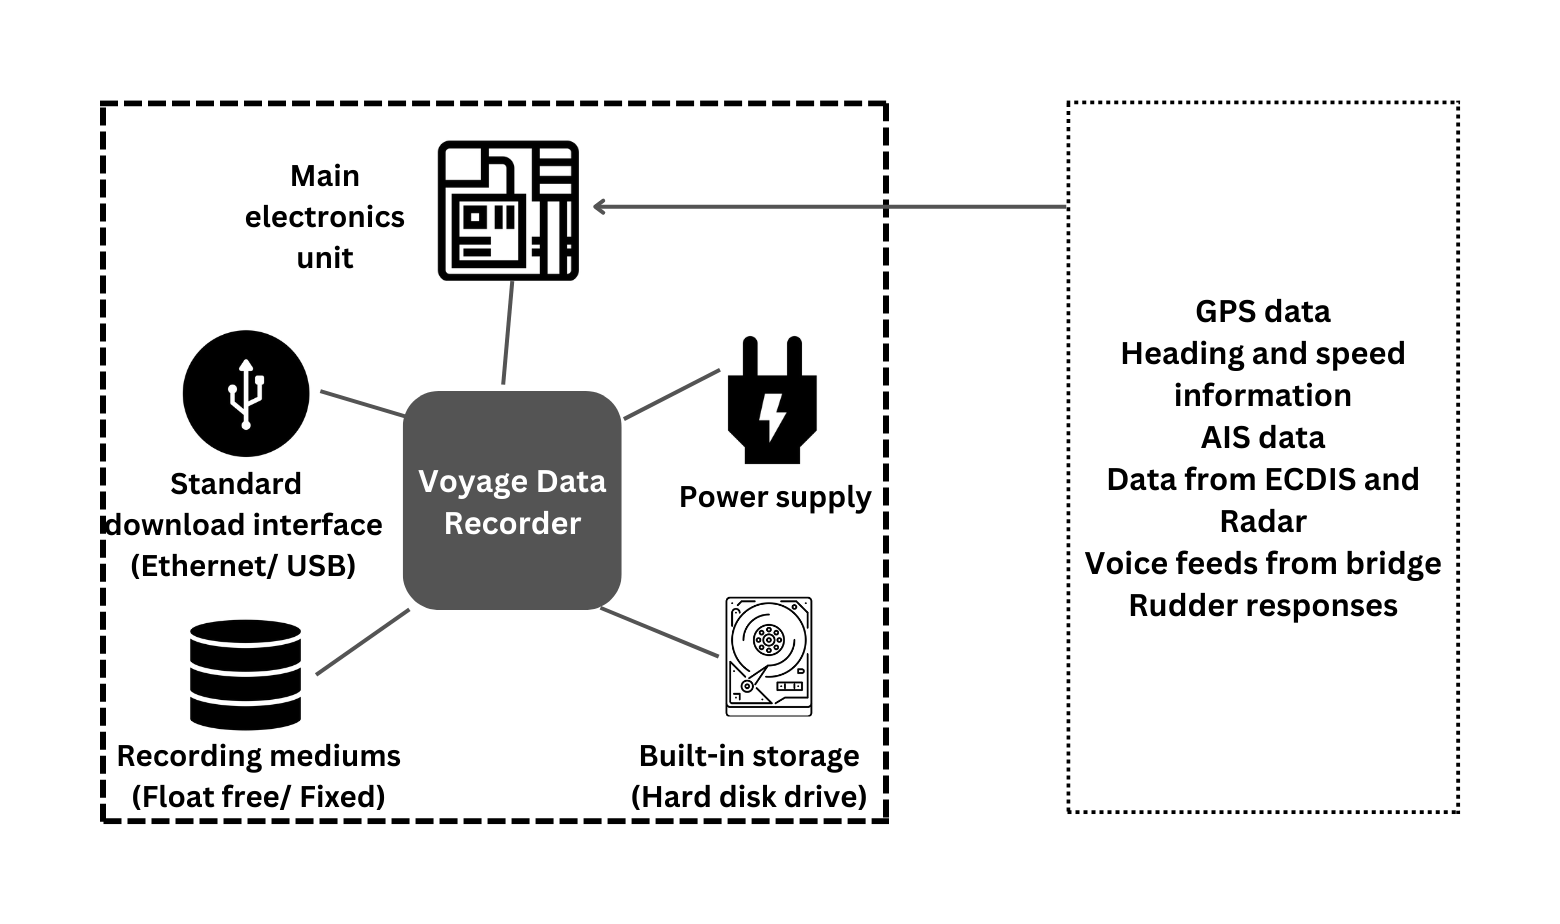 Main
electronics
unit
Standard
download interface
(Ethernet/ USB)
Voyage Data
Recorder
Power supply
Recording mediums
(Float free/ Fixed)
Built-in storage
(Hard disk drive)
GPS data
Heading and speed
information
AIS data
Data from ECDIS and
Radar
Voice feeds from bridge
Rudder responses